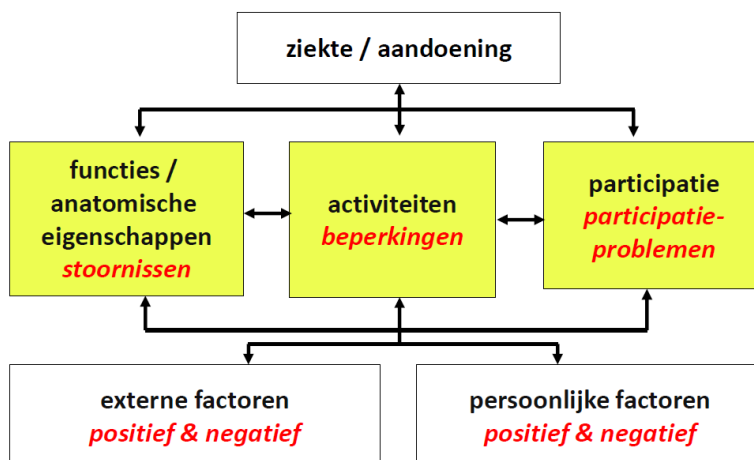 ziekte / aandoening
functies /
anatomische
eigenschappen
stoornissen
activiteiten
beperkingen
participatie
participatie-
problemen
externe factoren
positief & negatief
persoonlijke factoren
positief & negatief